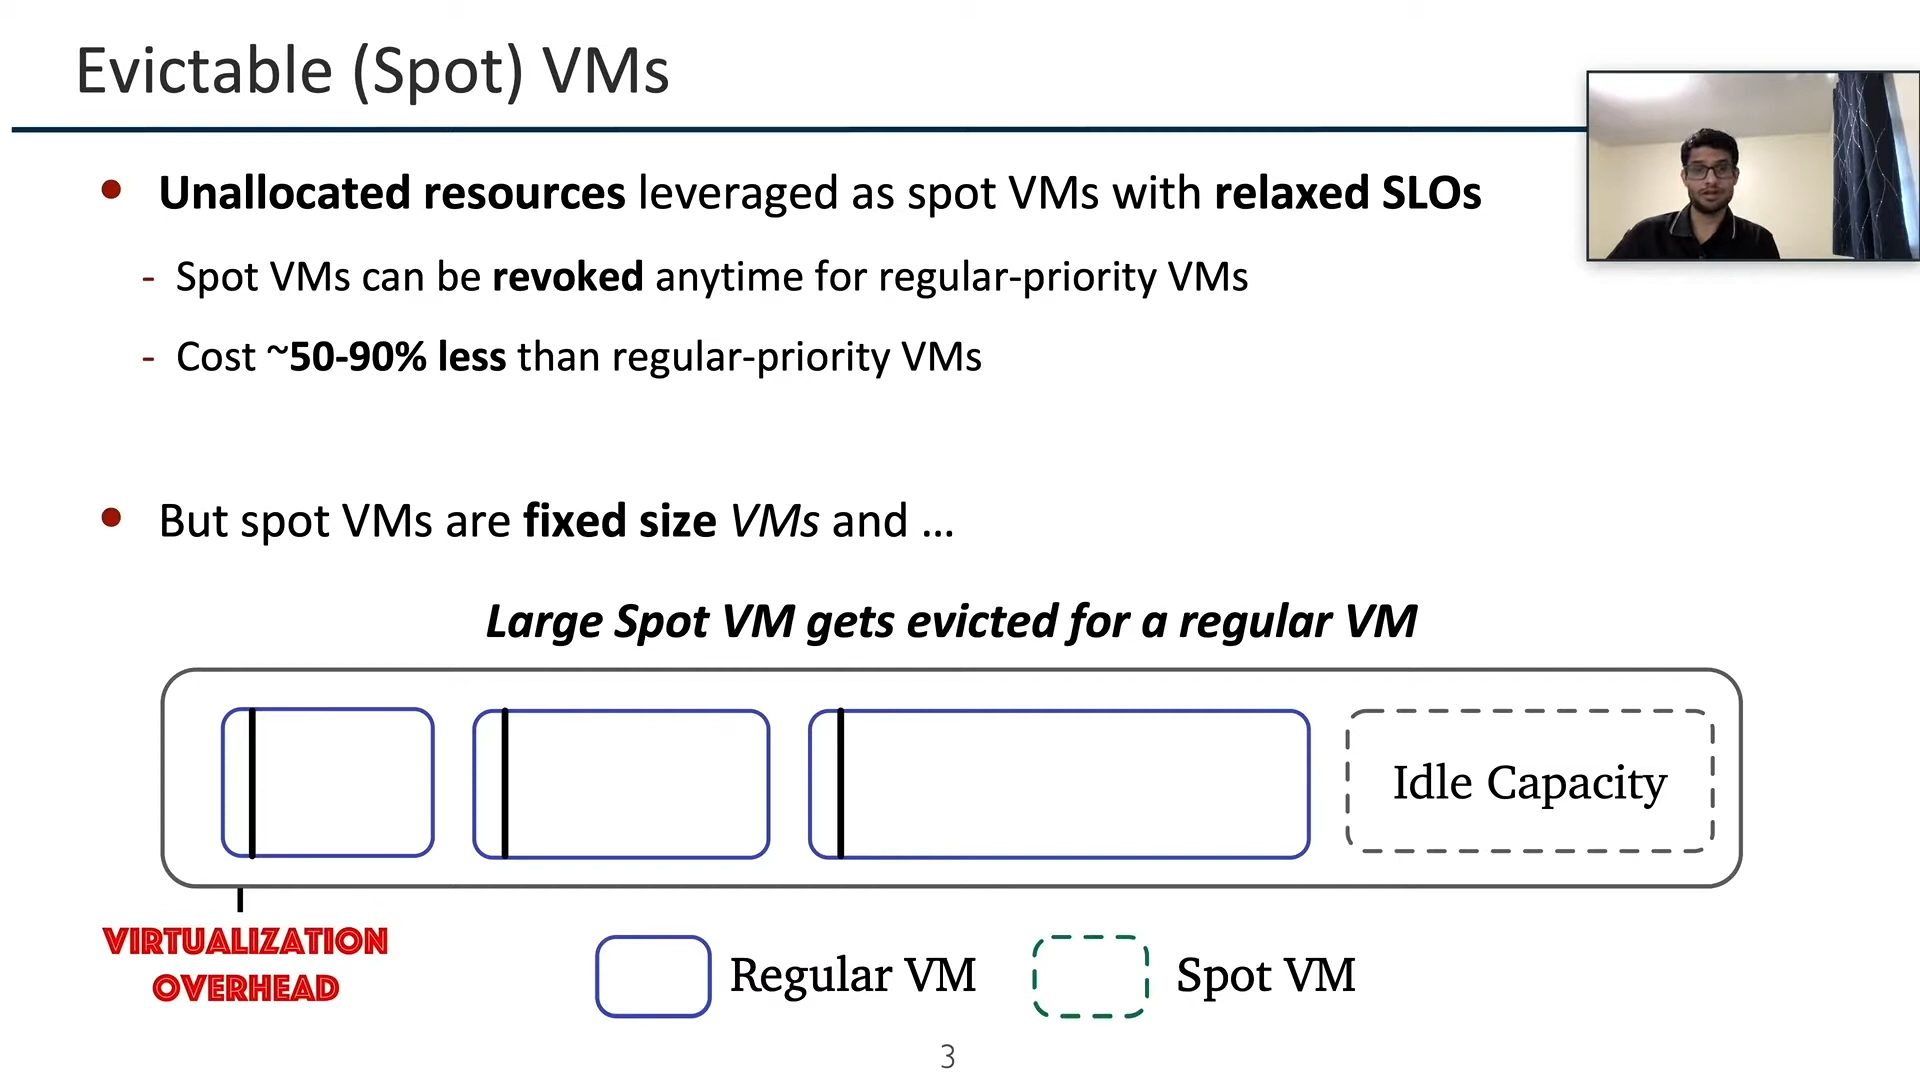 Evictable (Spot) VMs
• Unallocated resources leveraged as spot VMs with relaxed SLOs
- Spot VMs can be revoked anytime for regular-priority VMs
- Cost ~50-90% less than regular-priority VMs
• But spot VMs are fixed size VMs and ...
Large Spot VM gets evicted for a regular VM
Idle Capacity
VIRTUALIZATION
OVERHEAD
Regular VM
Spot VM
3